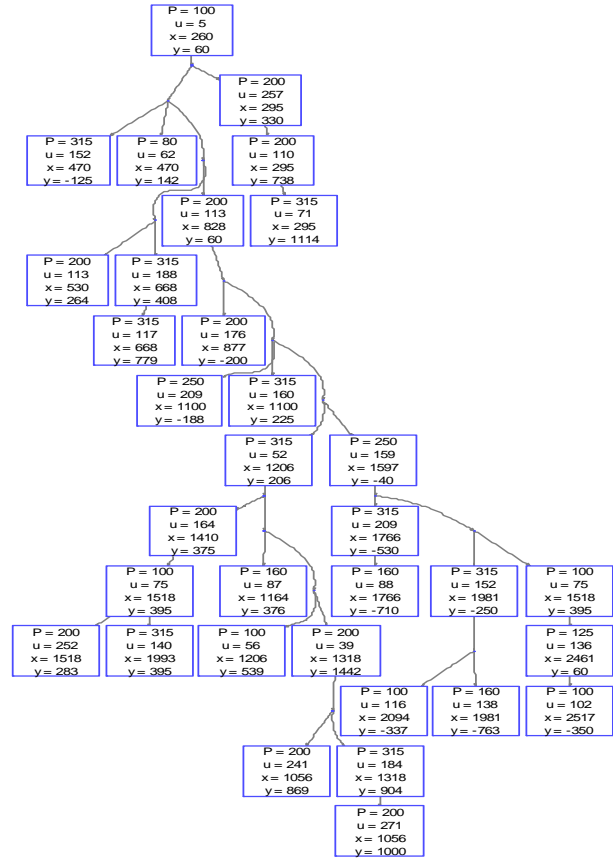 P = 100
u = 5
x = 260
y = 60
P = 200
u = 257
x = 295
y = 330
P = 315
u = 152
x = 470
y = -125
P = 80
u = 62
x = 470
y = 142
P = 200
u = 110
x = 295
y = 738
P = 200
u = 113
x = 828
y = 60
P = 315
u = 71
x = 295
y = 1114
P = 200
u = 113
x = 530
y = 264
P = 315
u = 188
x = 668
y = 408
P = 315
u = 117
x = 668
y = 779
P = 200
u = 176
x = 877
y = -200
P = 250
u = 209
x = 1100
y = -188
P = 315
u = 160
x = 1100
y = 225
P = 315
u = 52
x = 1206
y = 206
P = 250
u = 159
x = 1597
y = -40
P = 200
u = 164
x = 1410
y = 375
P = 315
u = 209
x = 1766
y = -530
P = 100
u = 75
x = 1518
y = 395
P = 160
u = 87
x = 1164
y = 376
P = 160
u = 88
x = 1766
y = -710
P = 315
u = 152
x = 1981
y = -250
P = 100
u = 75
x = 1518
y = 395
P = 200
u = 252
x = 1518
y = 283
P = 315
u = 140
x = 1993
y = 395
P = 100
u = 56
x = 1206
y = 539
P = 200
u = 39
x = 1318
y = 1442
P = 125
u = 136
x = 2461
y = 60
P = 100
u = 116
x = 2094
y = -337
P = 160
u = 138
x = 1981
y = -763
P = 100
u = 102
x = 2517
y = -350
P = 200
u = 241
x = 1056
y = 869
P = 315
u = 184
x = 1318
y = 904
P = 200
u = 271
x = 1056
y = 1000